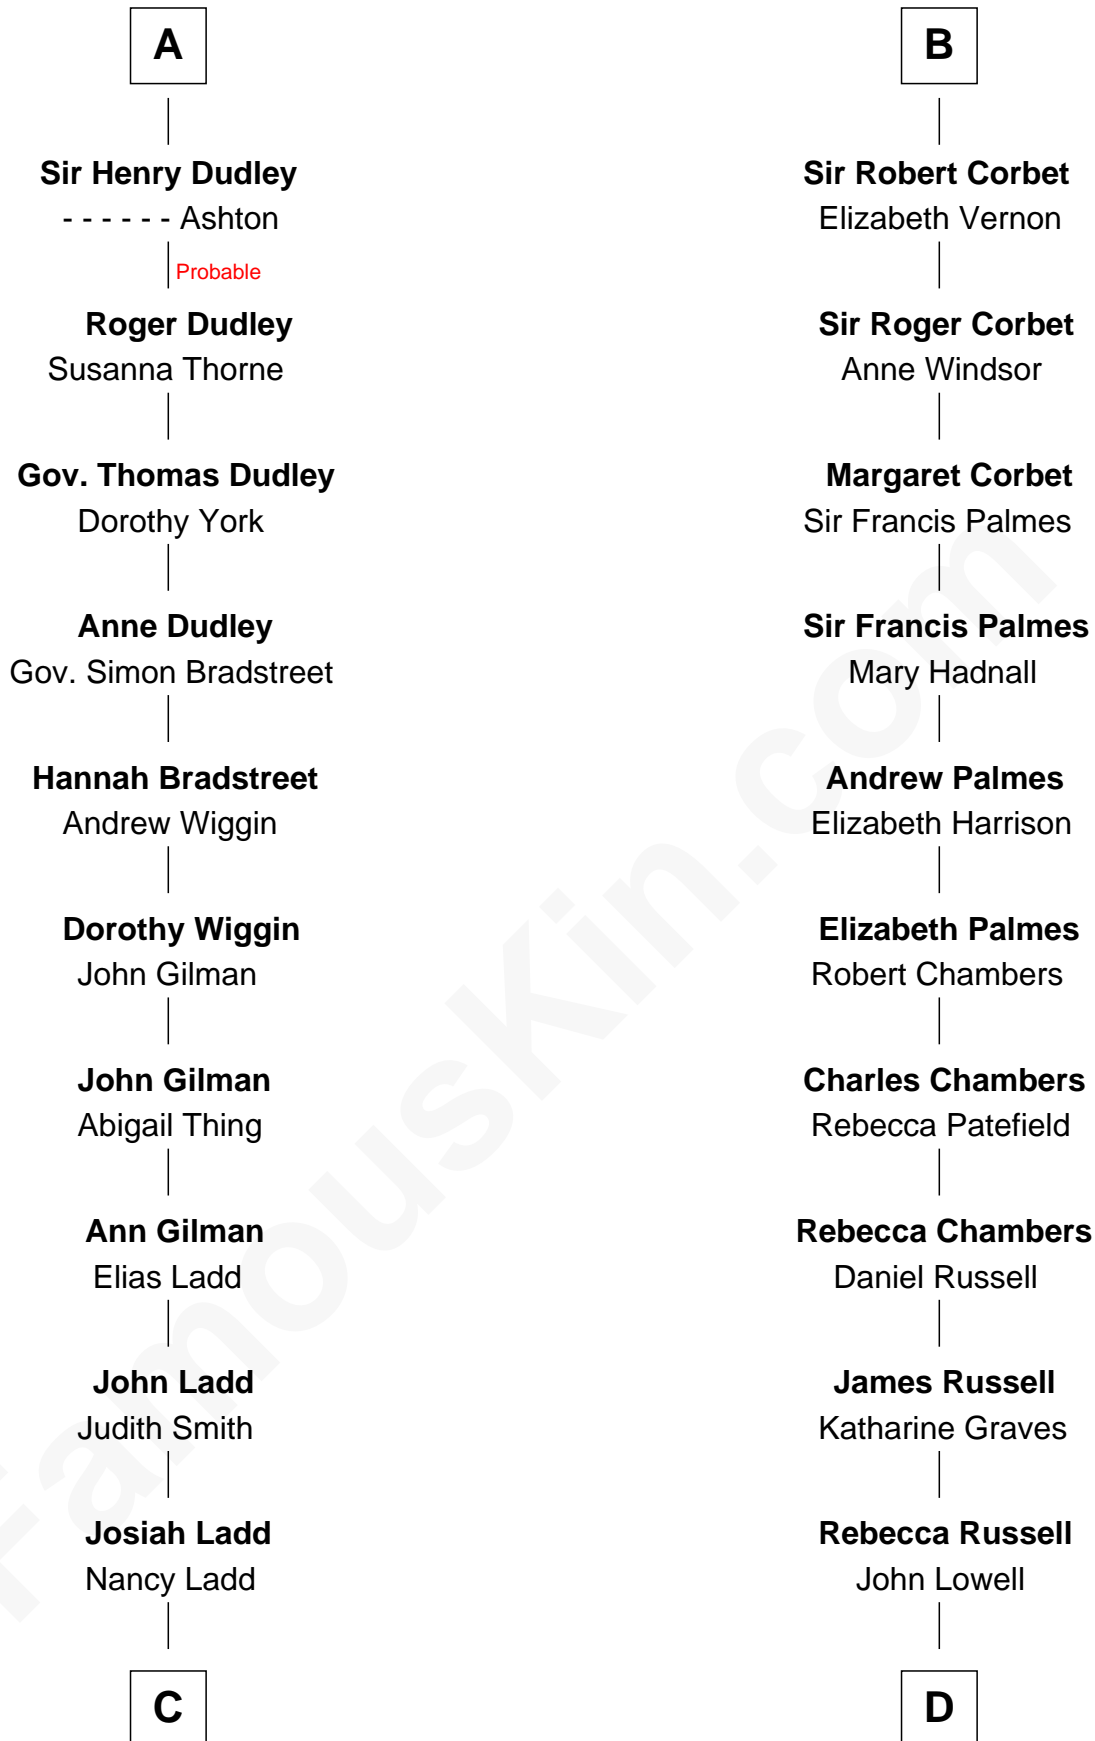 A
Sir Henry Dudley
- - - - - - Ashton
Probable
Roger Dudley
Susanna Thorne
Gov. Thomas Dudley
Dorothy York
Anne Dudley
Gov. Simon Bradstreet
Hannah Bradstreet
Andrew Wiggin
Dorothy Wiggin
John Gilman
John Gilman
Abigail Thing
Ann Gilman
Elias Ladd
John Ladd
Judith Smith
Josiah Ladd
Nancy Ladd
C
B
Sir Robert Corbet
Elizabeth Vernon
Sir Roger Corbet
Anne Windsor
Margaret Corbet
Sir Francis Palmes
Sir Francis Palmes
Mary Hadnall
Andrew Palmes
Elizabeth Harrison
Elizabeth Palmes
Robert Chambers
Charles Chambers
Rebecca Patefield
Rebecca Chambers
Daniel Russell
James Russell
Katharine Graves
Rebecca Russell
John Lowell
D
FamousKin.com